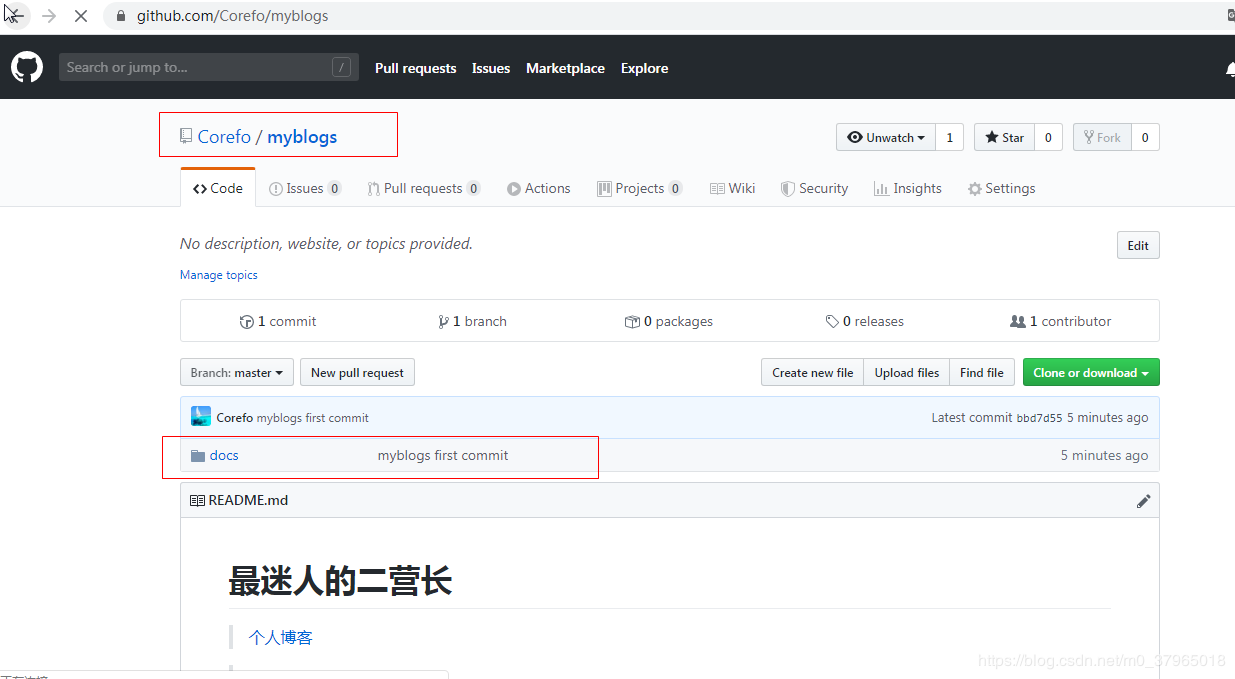 github.com/Corefo/myblogs
Search or jump to... /
Pull requests Issues Marketplace Explore
Corefo / myblogs
Unwatch 1 Star 0 Fork 0
Code Issues 0 Pull requests 0 Actions Projects 0 Wiki Security Insights Settings
No description, website, or topics provided.
Edit
Manage topics
1 commit 1 branch 0 packages 0 releases 1 contributor
Branch: master New pull request Create new file Upload files Find file Clone or download
Corefo myblogs first commit Latest commit bbd7d55 5 minutes ago
docs myblogs first commit 5 minutes ago
README.md
最迷人的二营长
个人博客
https://blog.csdn.net/m0_37965018